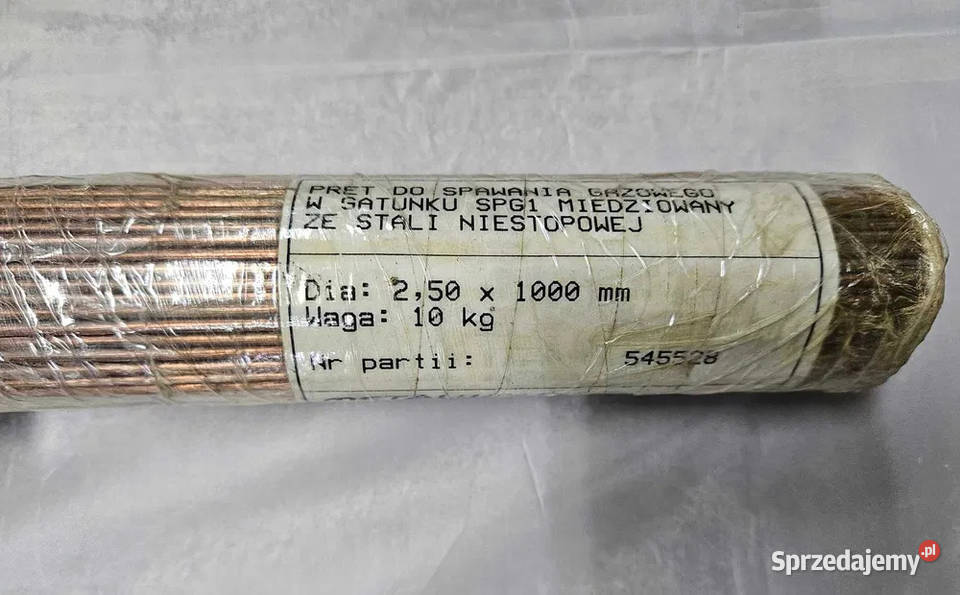 PRET DO SPAWANIA GAZOWEGO
W GATUNKU SPG1 MIEDZIOWANY
ZE STALI NIESTOPOWEJ
Dia: 2,50 x 1000 mm
Waga: 10 kg
Nr partii: 545528
Sprzedajemy.pl